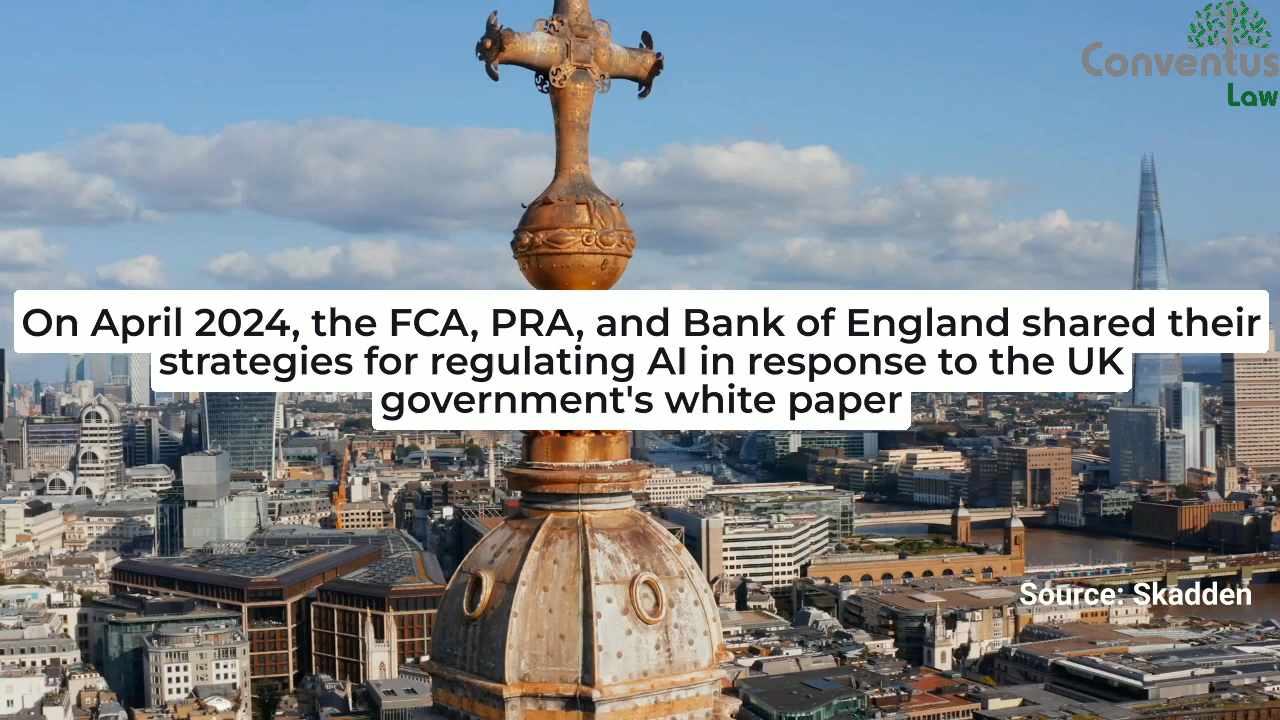 Conventus
Law
On April 2024, the FCA, PRA, and Bank of England shared their
strategies for regulating AI in response to the UK
government's white paper
Source: Skadden